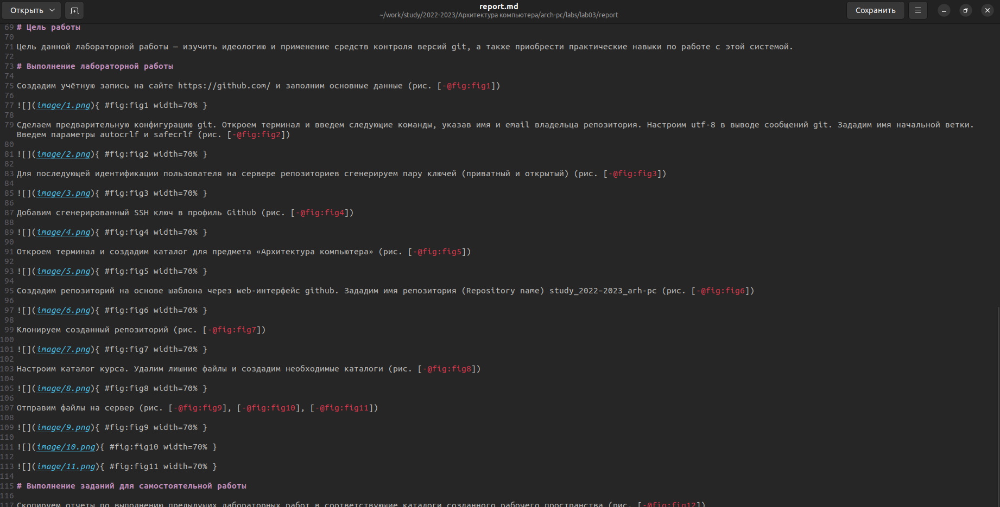 Открыть
report.md
~/work/study/2022-2023/Архитектура компьютера/arch-pc/labs/lab03/report
Сохранить
69 # Цель работы
70
71 Цель данной лабораторной работы — изучить идеологию и применение средств контроля версий git, а также приобрести практические навыки по работе с этой системой.
72
73 # Выполнение лабораторной работы
74
75 Создадим учётную запись на сайте https://github.com/ и заполним основные данные (рис. [-@fig:fig1])
76
77 ![](image/1.png){ #fig:fig1 width=70% }
78
79 Сделаем предварительную конфигурацию git. Откроем терминал и введем следующие команды, указав имя и email владельца репозитория. Настроим utf-8 в выводе сообщений git. Зададим имя начальной ветки.
Введем параметры autocrlf и safecrlf (рис. [-@fig:fig2])
80
81 ![](image/2.png){ #fig:fig2 width=70% }
82
83 Для последующей идентификации пользователя на сервере репозиториев сгенерируем пару ключей (приватный и открытый) (рис. [-@fig:fig3])
84
85 ![](image/3.png){ #fig:fig3 width=70% }
86
87 Добавим сгенерированный SSH ключ в профиль Github (рис. [-@fig:fig4])
88
89 ![](image/4.png){ #fig:fig4 width=70% }
90
91 Откроем терминал и создадим каталог для предмета «Архитектура компьютера» (рис. [-@fig:fig5])
92
93 ![](image/5.png){ #fig:fig5 width=70% }
94
95 Создадим репозиторий на основе шаблона через web-интерфейс github. Зададим имя репозитория (Repository name) study_2022–2023_arh-pc (рис. [-@fig:fig6])
96
97 ![](image/6.png){ #fig:fig6 width=70% }
98
99 Клонируем созданный репозиторий (рис. [-@fig:fig7])
100
101 ![](image/7.png){ #fig:fig7 width=70% }
102
103 Настроим каталог курса. Удалим лишние файлы и создадим необходимые каталоги (рис. [-@fig:fig8])
104
105 ![](image/8.png){ #fig:fig8 width=70% }
106
107 Отправим файлы на сервер (рис. [-@fig:fig9], [-@fig:fig10], [-@fig:fig11])
108
109 ![](image/9.png){ #fig:fig9 width=70% }
110
111 ![](image/10.png){ #fig:fig10 width=70% }
112
113 ![](image/11.png){ #fig:fig11 width=70% }
114
115 # Выполнение заданий для самостоятельной работы
116
117 Скопируем отчеты по выполнению предыдущих лабораторных работ в соответствующие каталоги созданного рабочего пространства (рис. [-@fig:fig12])